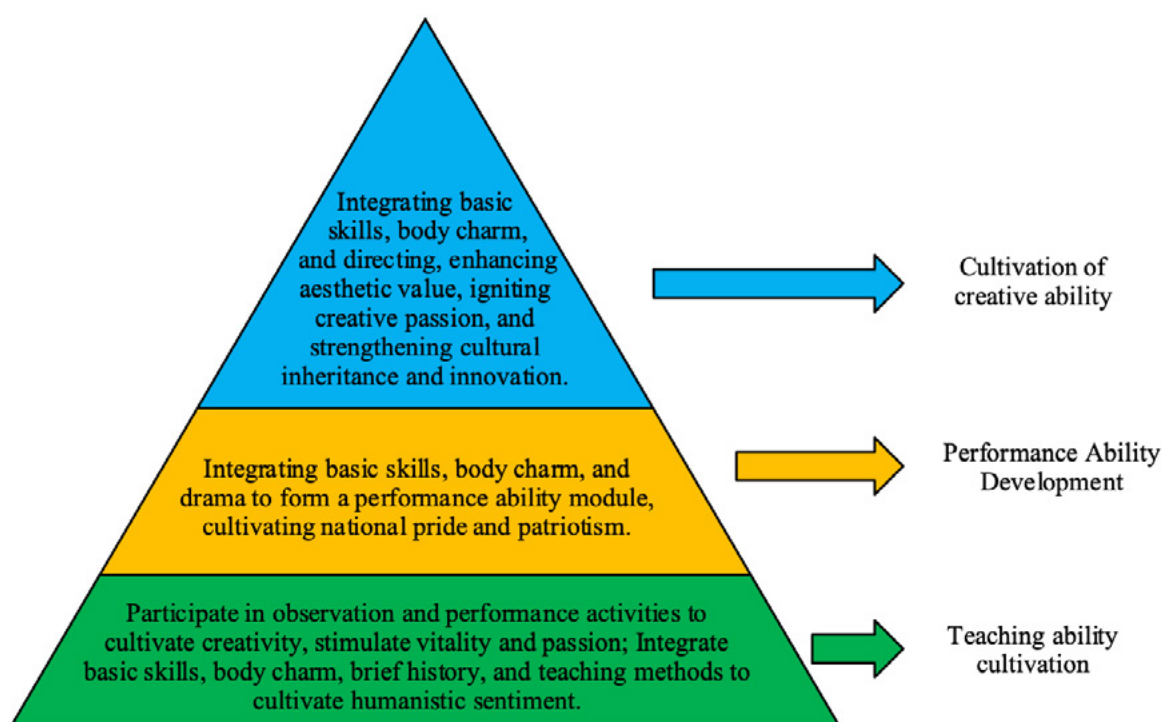 Integrating basic
skills, body charm,
and directing, enhancing
aesthetic value, igniting
creative passion, and
strengthening cultural
inheritance and innovation.
Cultivation of
creative ability
Integrating basic skills, body charm, and
drama to form a performance ability module,
cultivating national pride and patriotism.
Performance Ability
Development
Participate in observation and performance activities to
cultivate creativity, stimulate vitality and passion; Integrate
basic skills, body charm, brief history, and teaching methods to
cultivate humanistic sentiment.
Teaching ability
cultivation